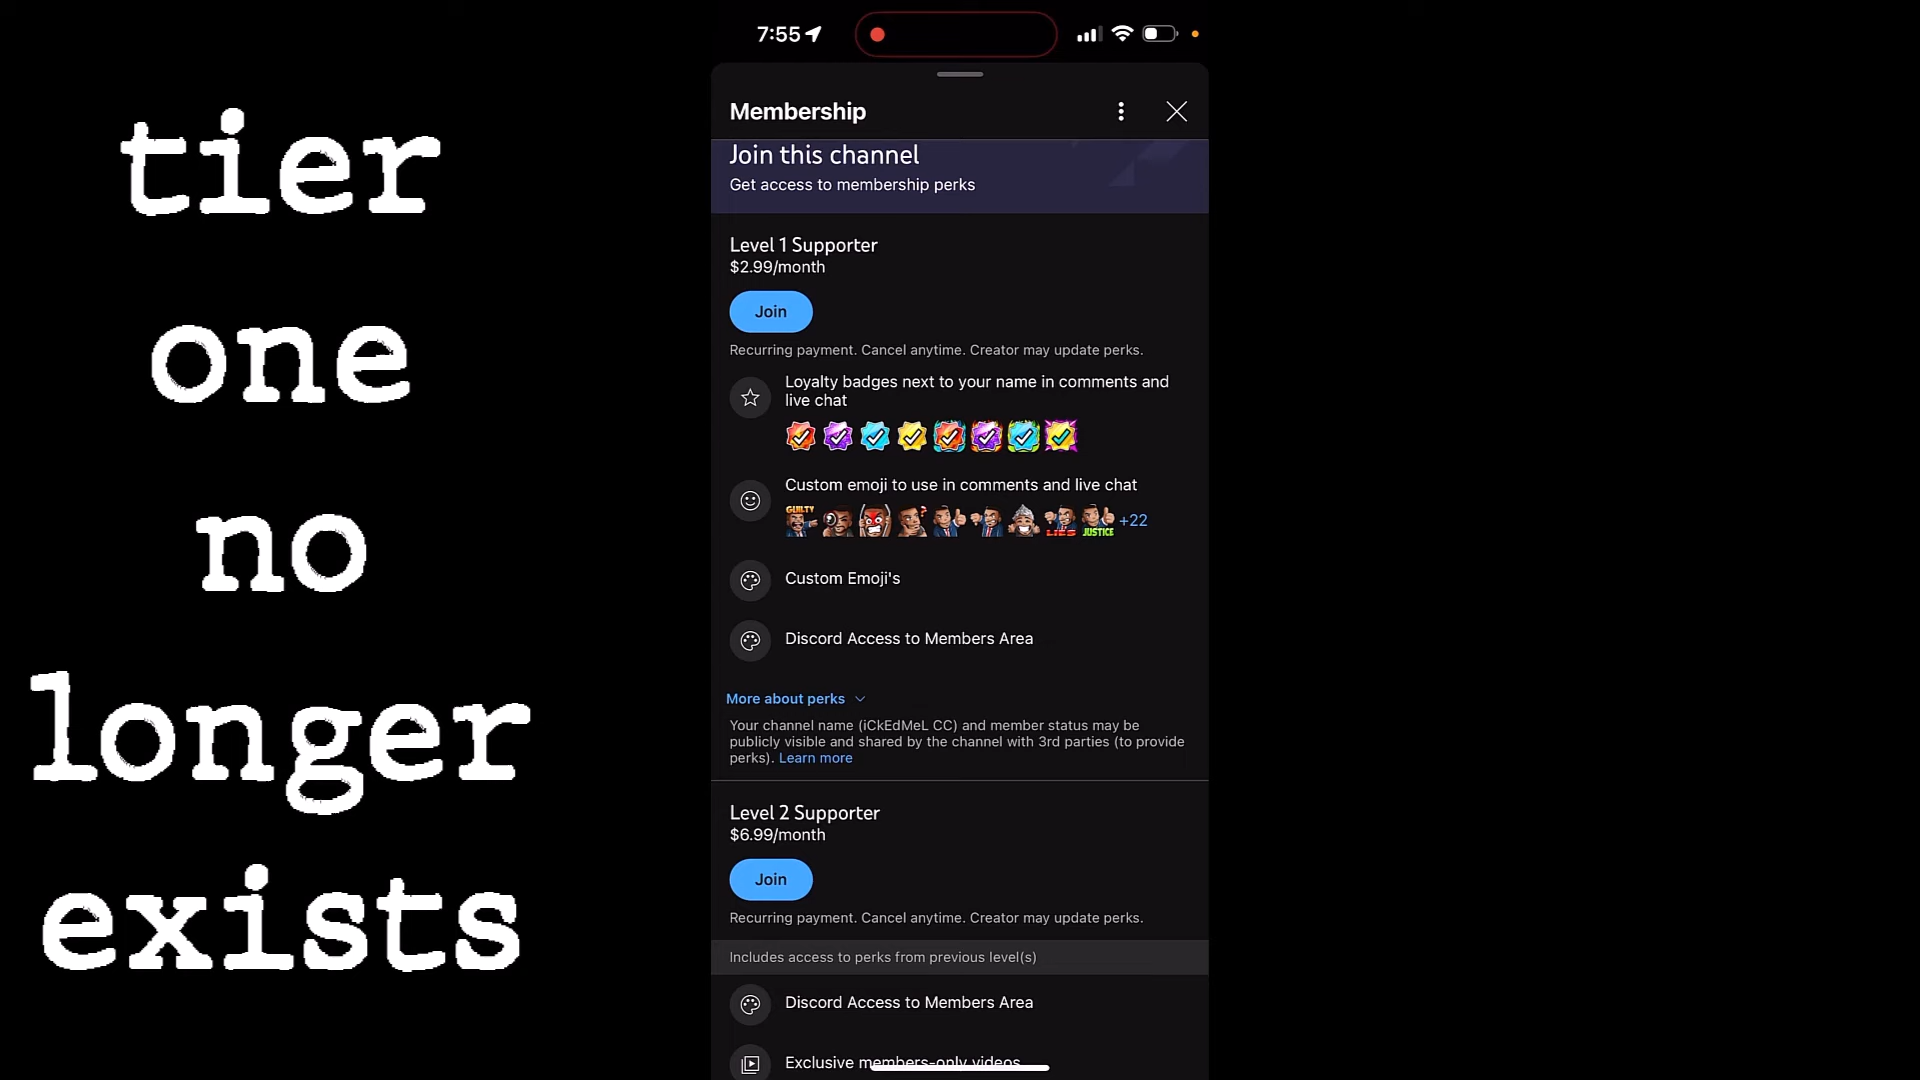 tier
one
no
longer
exists
7:55
Membership
Join this channel
Get access to membership perks
Level 1 Supporter
$2.99/month
Join
Recurring payment. Cancel anytime. Creator may update perks.
Loyalty badges next to your name in comments and
live chat
Custom emoji to use in comments and live chat
GUILTY
LIES
JUSTICE
+22
Custom Emoji's
Discord Access to Members Area
More about perks
Your channel name (iCkEdMeL CC) and member status may be
publicly visible and shared by the channel with 3rd parties (to provide
perks). Learn more
Level 2 Supporter
$6.99/month
Join
Recurring payment. Cancel anytime. Creator may update perks.
Includes access to perks from previous level(s)
Discord Access to Members Area
Exclusive members-only videos